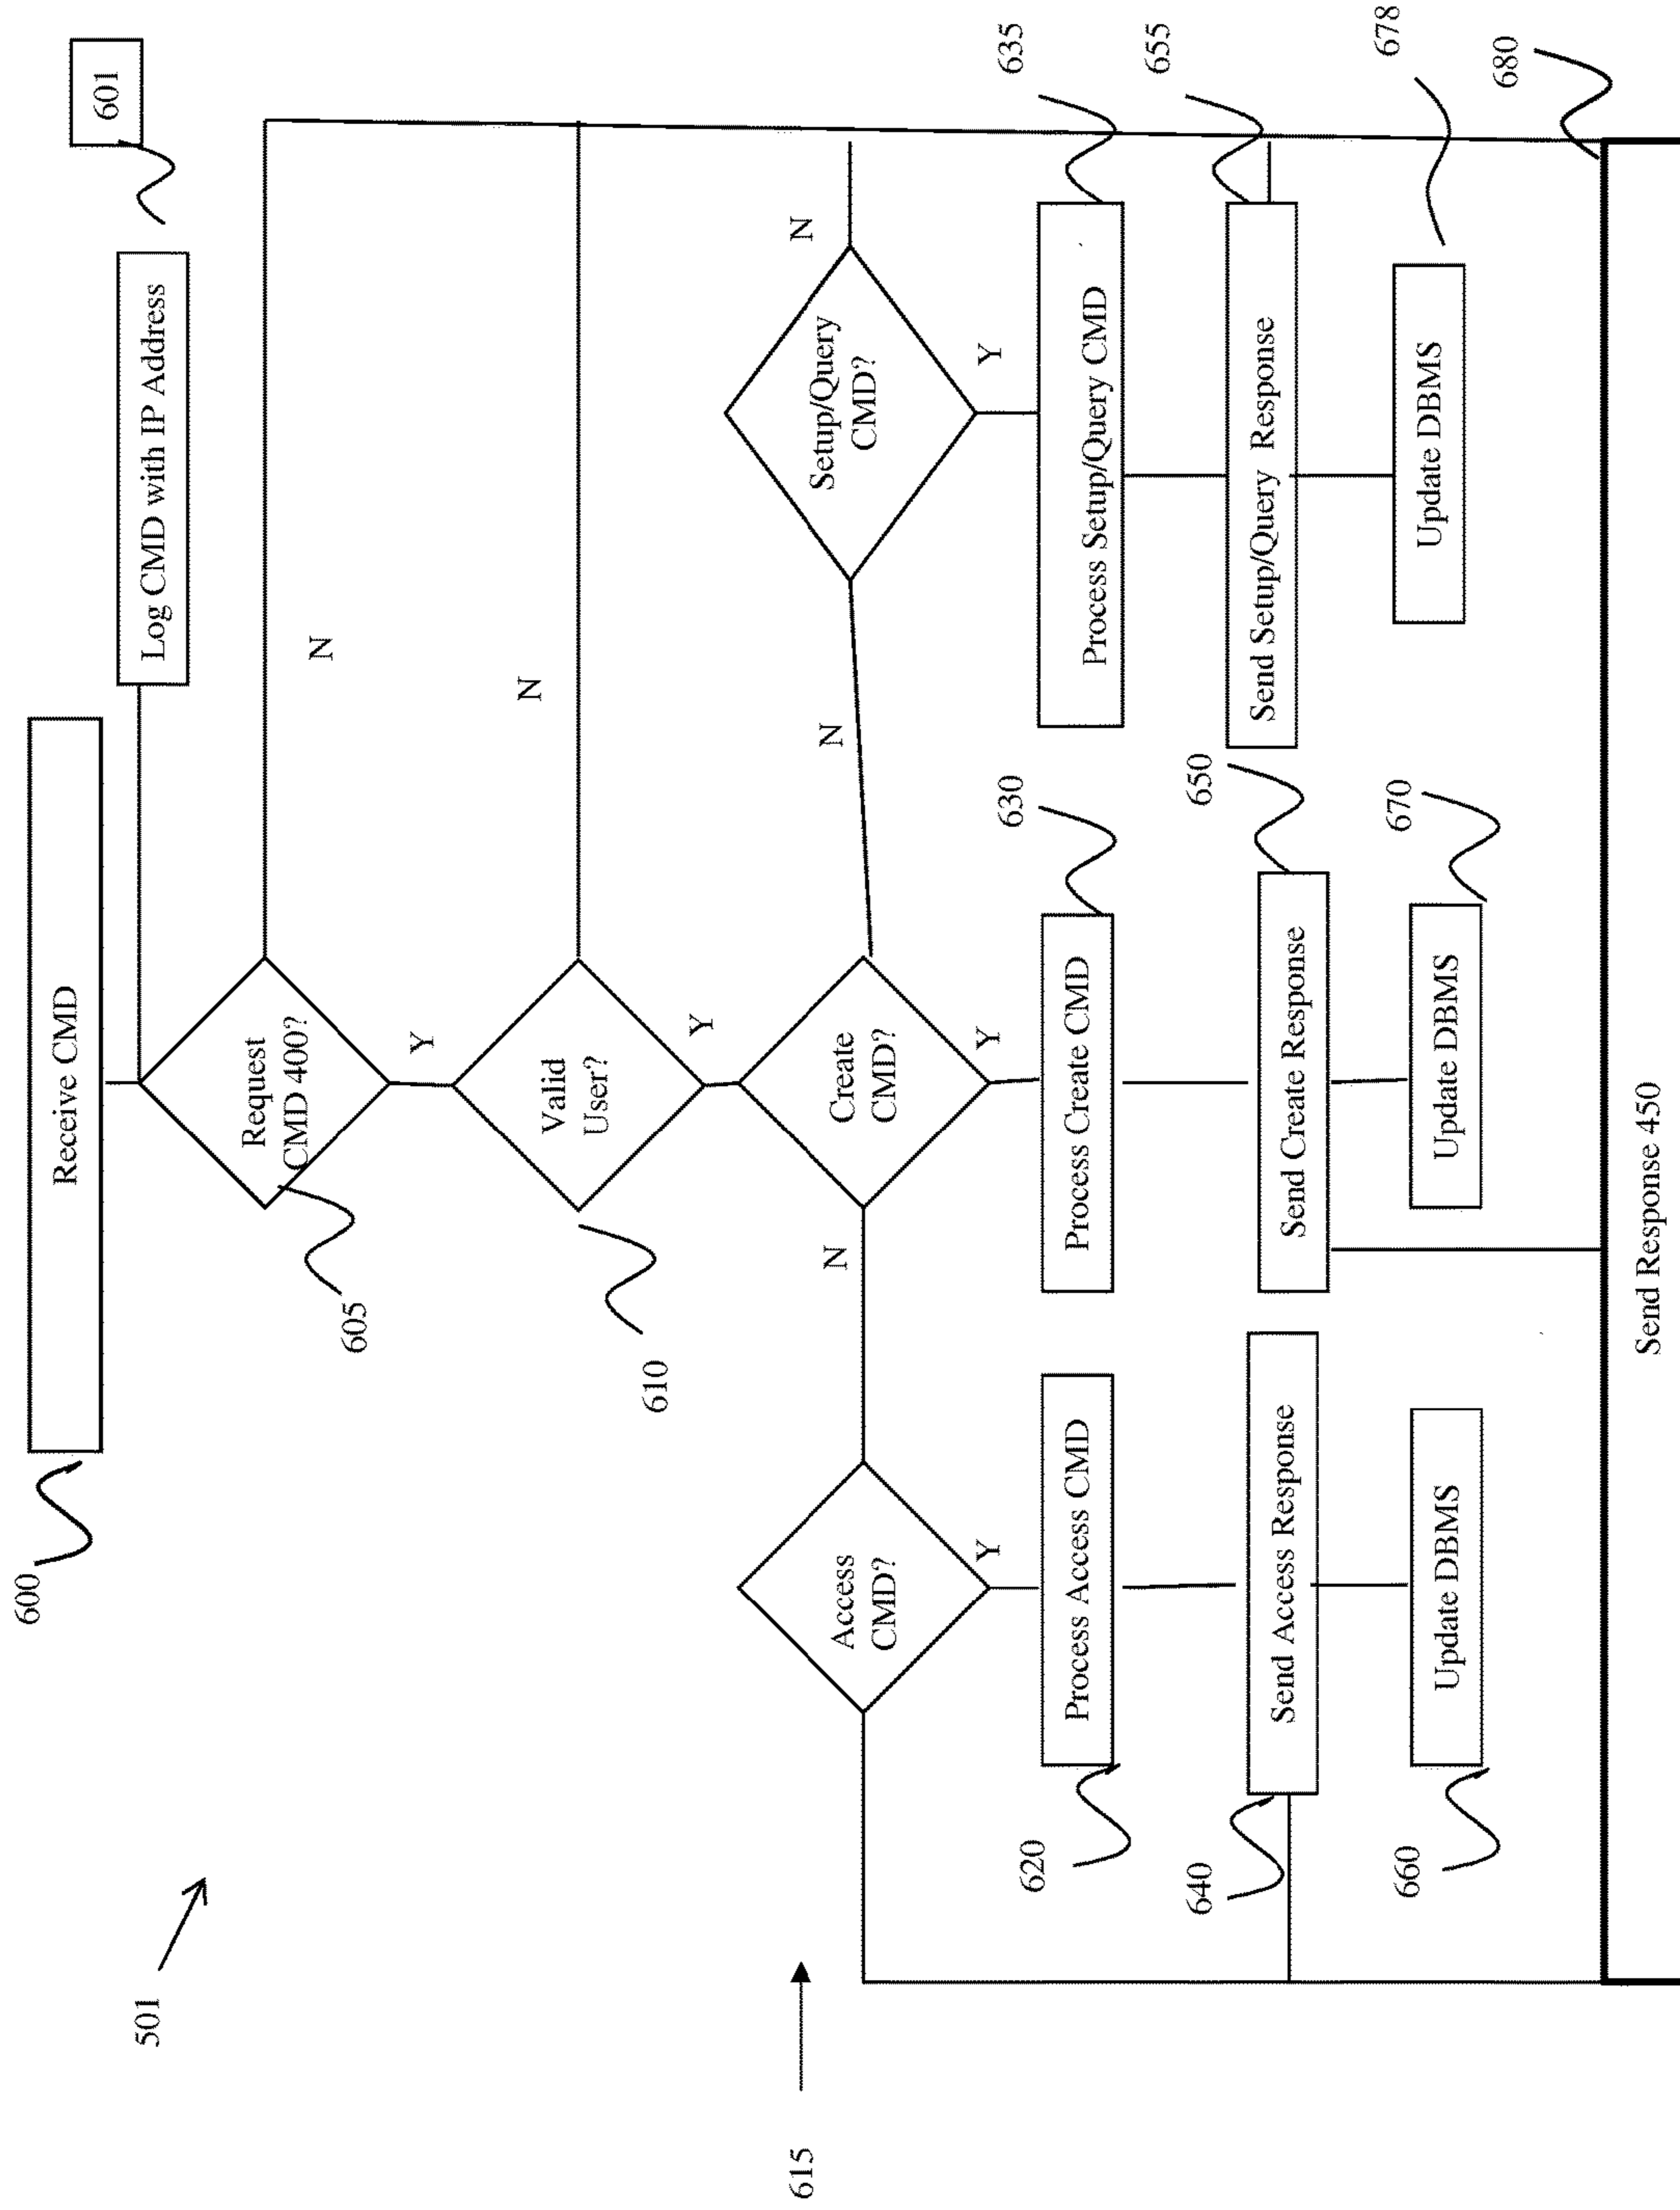 501
600
Receive CMD
601
Log CMD with IP Address
Request
CMD 400?
605
N
Y
Valid
User?
610
N
Y
615
Access
CMD?
N
Create
CMD?
N
Setup/Query
CMD?
N
Y
Y
Y
620
Process Access CMD
630
Process Create CMD
635
Process Setup/Query CMD
640
Send Access Response
650
Send Create Response
655
Send Setup/Query Response
660
Update DBMS
670
Update DBMS
678
Update DBMS
680
Send Response 450